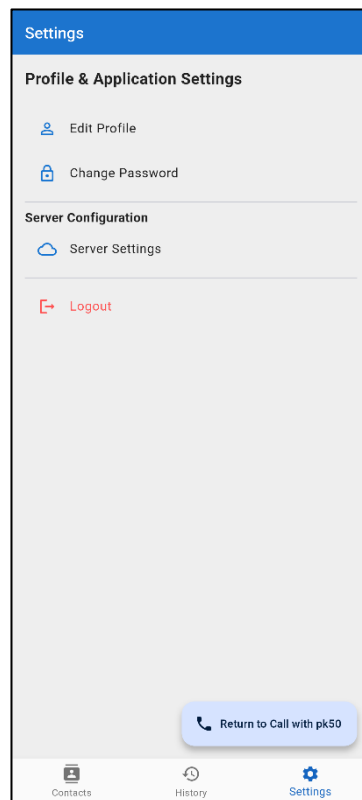 Settings
Profile & Application Settings
Edit Profile
Change Password
Server Configuration
Server Settings
Logout
Return to Call with pk50
Contacts
History
Settings